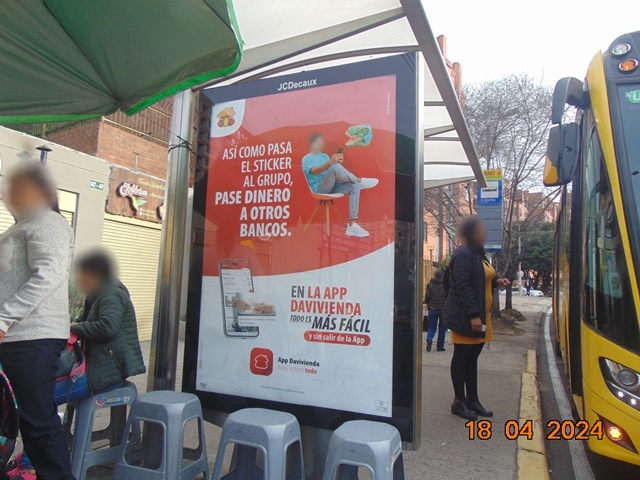 JCDecaux
ASÍ COMO PASA
EL STICKER
AL GRUPO,
PASE DINERO
A OTROS
BANCOS.
EN LA APP
DAVIVIENDA
TODO ES MÁS FÁCIL
y sin salir de la App
App Davivienda
todo
18 04 2024